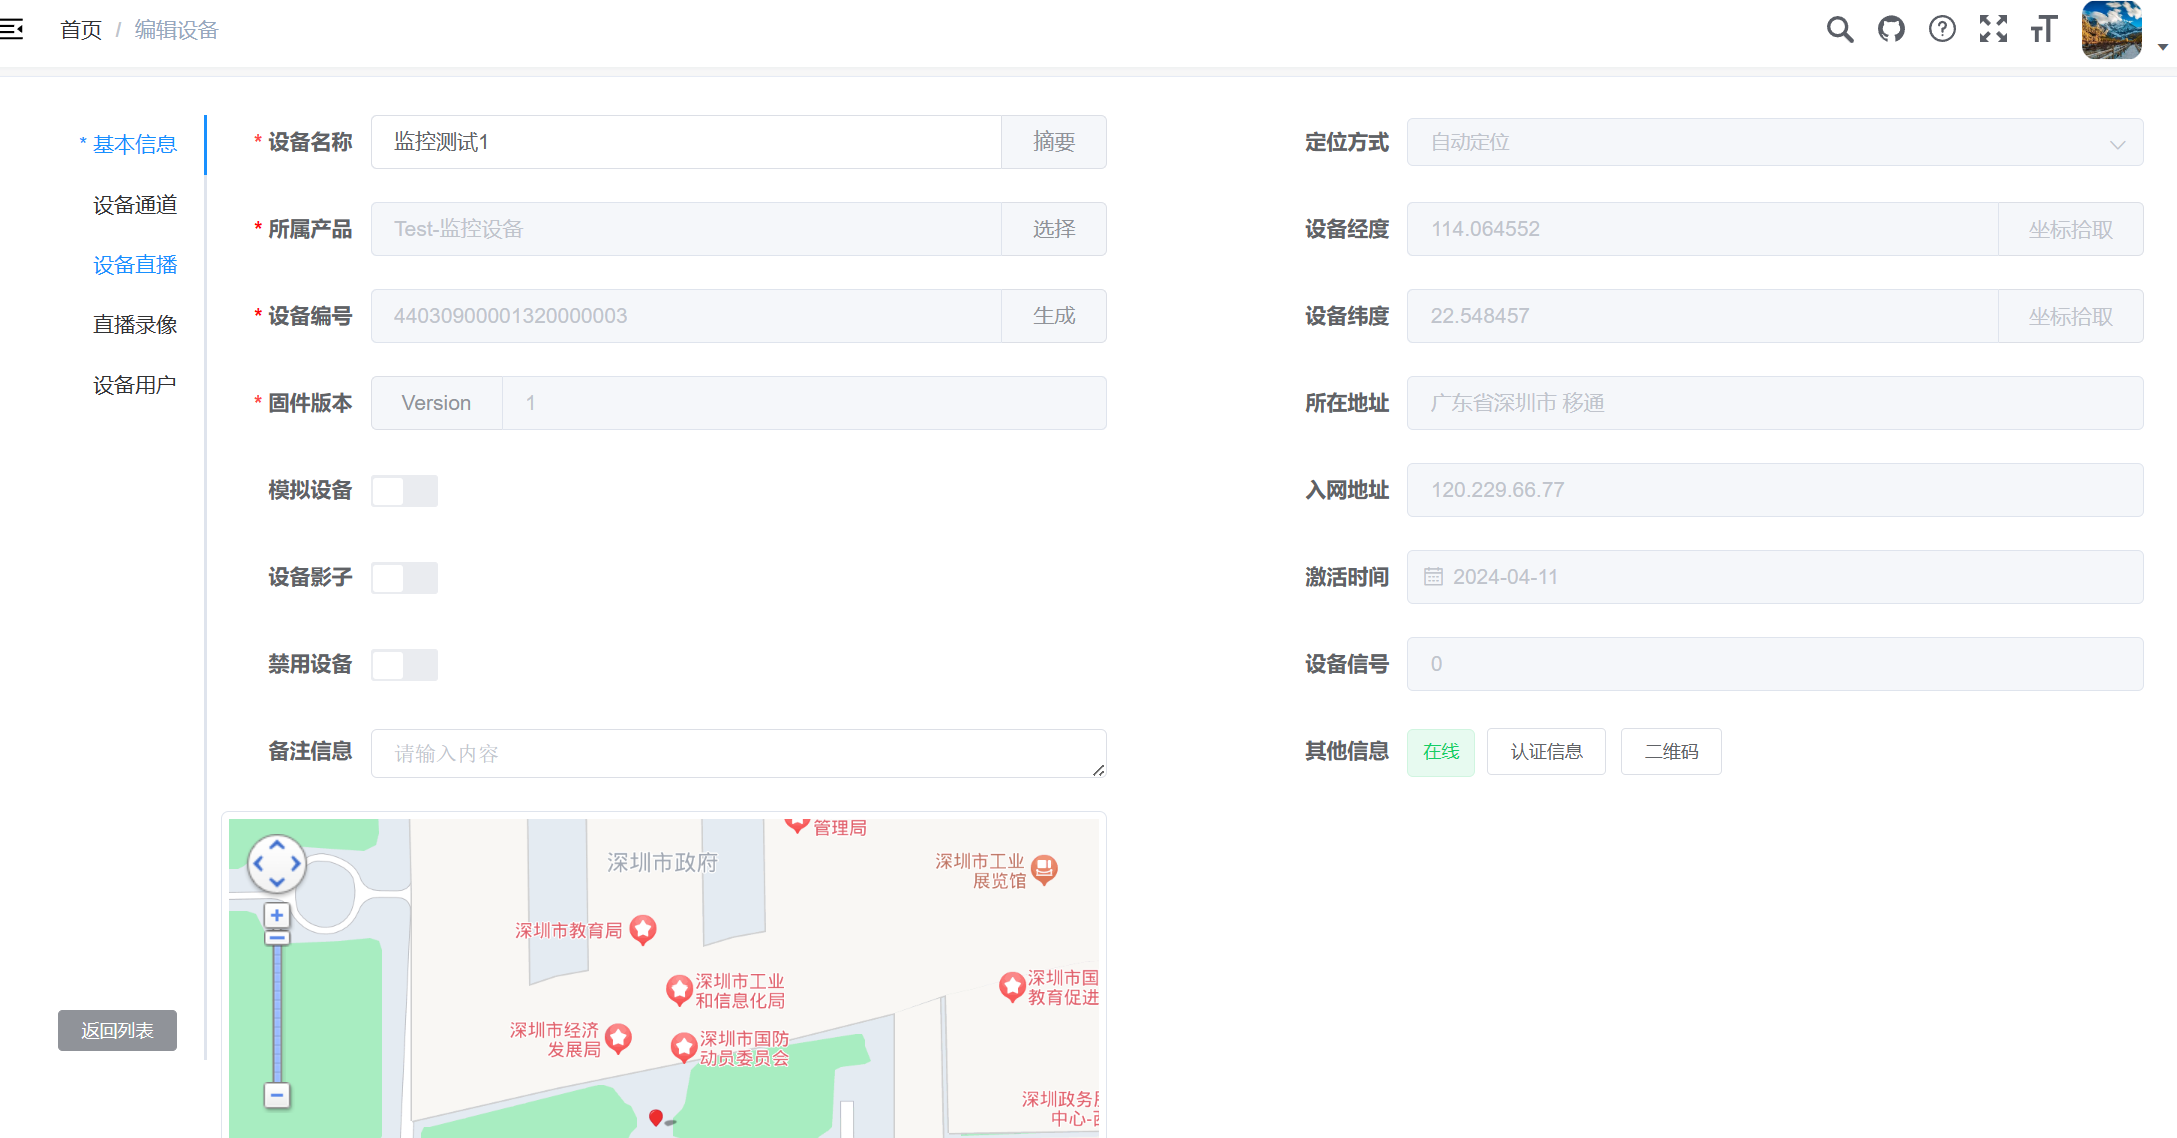 首页 / 编辑设备
* 基本信息
设备通道
设备直播
直播录像
设备用户
返回列表
* 设备名称 监控测试1 摘要
* 所属产品 Test-监控设备 选择
* 设备编号 44030900001320000003 生成
* 固件版本 Version 1
模拟设备
设备影子
禁用设备
备注信息 请输入内容
定位方式 自动定位
设备经度 114.064552 坐标拾取
设备纬度 22.548457 坐标拾取
所在地址 广东省深圳市 移通
入网地址 120.229.66.77
激活时间 2024-04-11
设备信号 0
其他信息 在线 认证信息 二维码
管理局
深圳市政府
深圳市工业
展览馆
深圳市教育局
深圳市工业
和信息化局
深圳市国
教育促进
深圳市经济
发展局
深圳市国防
动员委员会
深圳政务
中心-